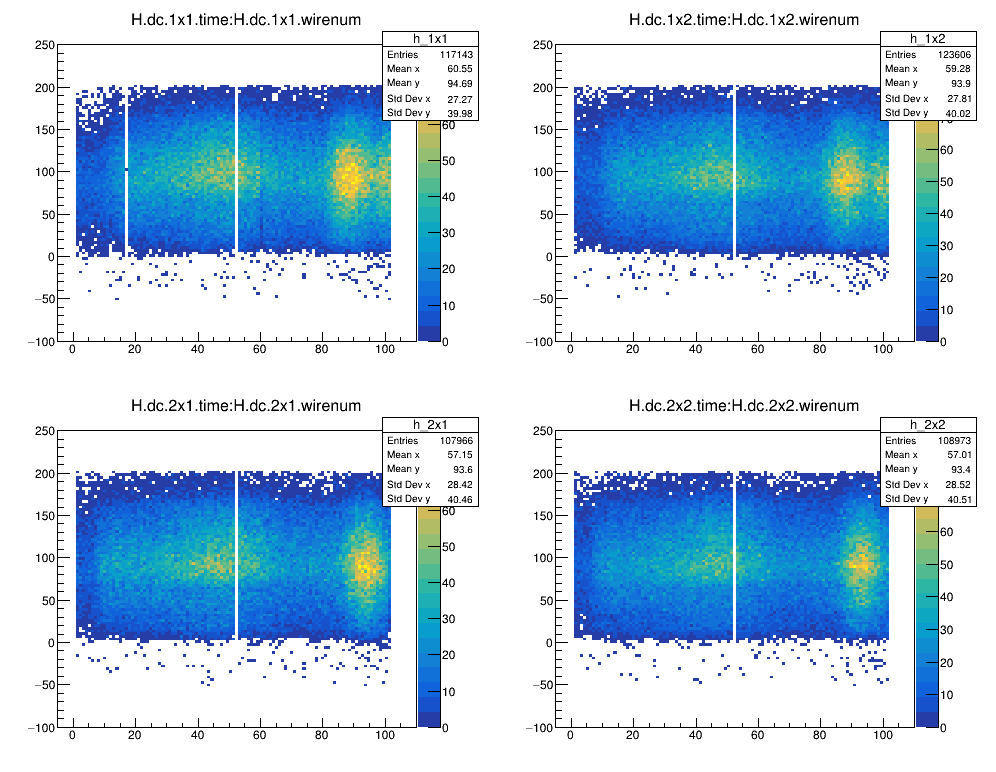 H.dc.1x1.time:H.dc.1x1.wirenum
h_1x1
Entries 117143
Mean x 60.55
Mean y 94.69
Std Dev x 27.27
Std Dev y 39.98
250
200
150
100
50
0
−50
−100
0 20 40 60 80 100
60
50
40
30
20
10
0
H.dc.1x2.time:H.dc.1x2.wirenum
h_1x2
Entries 123606
Mean x 59.28
Mean y 93.9
Std Dev x 27.81
Std Dev y 40.02
250
200
150
100
50
0
−50
−100
0 20 40 60 80 100
60
50
40
30
20
10
0
H.dc.2x1.time:H.dc.2x1.wirenum
h_2x1
Entries 107966
Mean x 57.15
Mean y 93.6
Std Dev x 28.42
Std Dev y 40.46
250
200
150
100
50
0
−50
−100
0 20 40 60 80 100
60
50
40
30
20
10
0
H.dc.2x2.time:H.dc.2x2.wirenum
h_2x2
Entries 108973
Mean x 57.01
Mean y 93.4
Std Dev x 28.52
Std Dev y 40.51
250
200
150
100
50
0
−50
−100
0 20 40 60 80 100
60
50
40
30
20
10
0